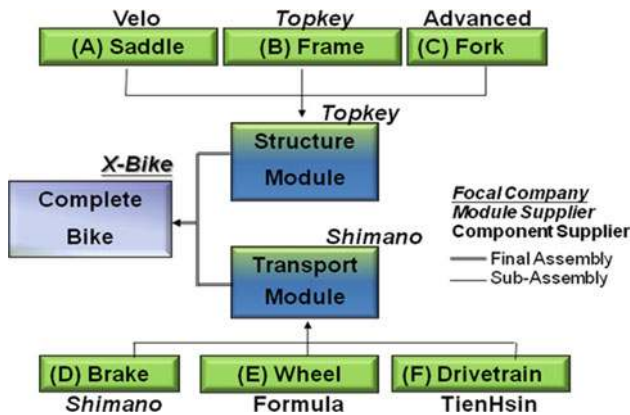 Velo
Topkey
Advanced
(A) Saddle
(B) Frame
(C) Fork
Topkey
Structure
Module
X-Bike
Complete
Bike
Focal Company
Module Supplier
Component Supplier
Final Assembly
Sub-Assembly
Shimano
Transport
Module
(D) Brake
(E) Wheel
(F) Drivetrain
Shimano
Formula
TienHsin